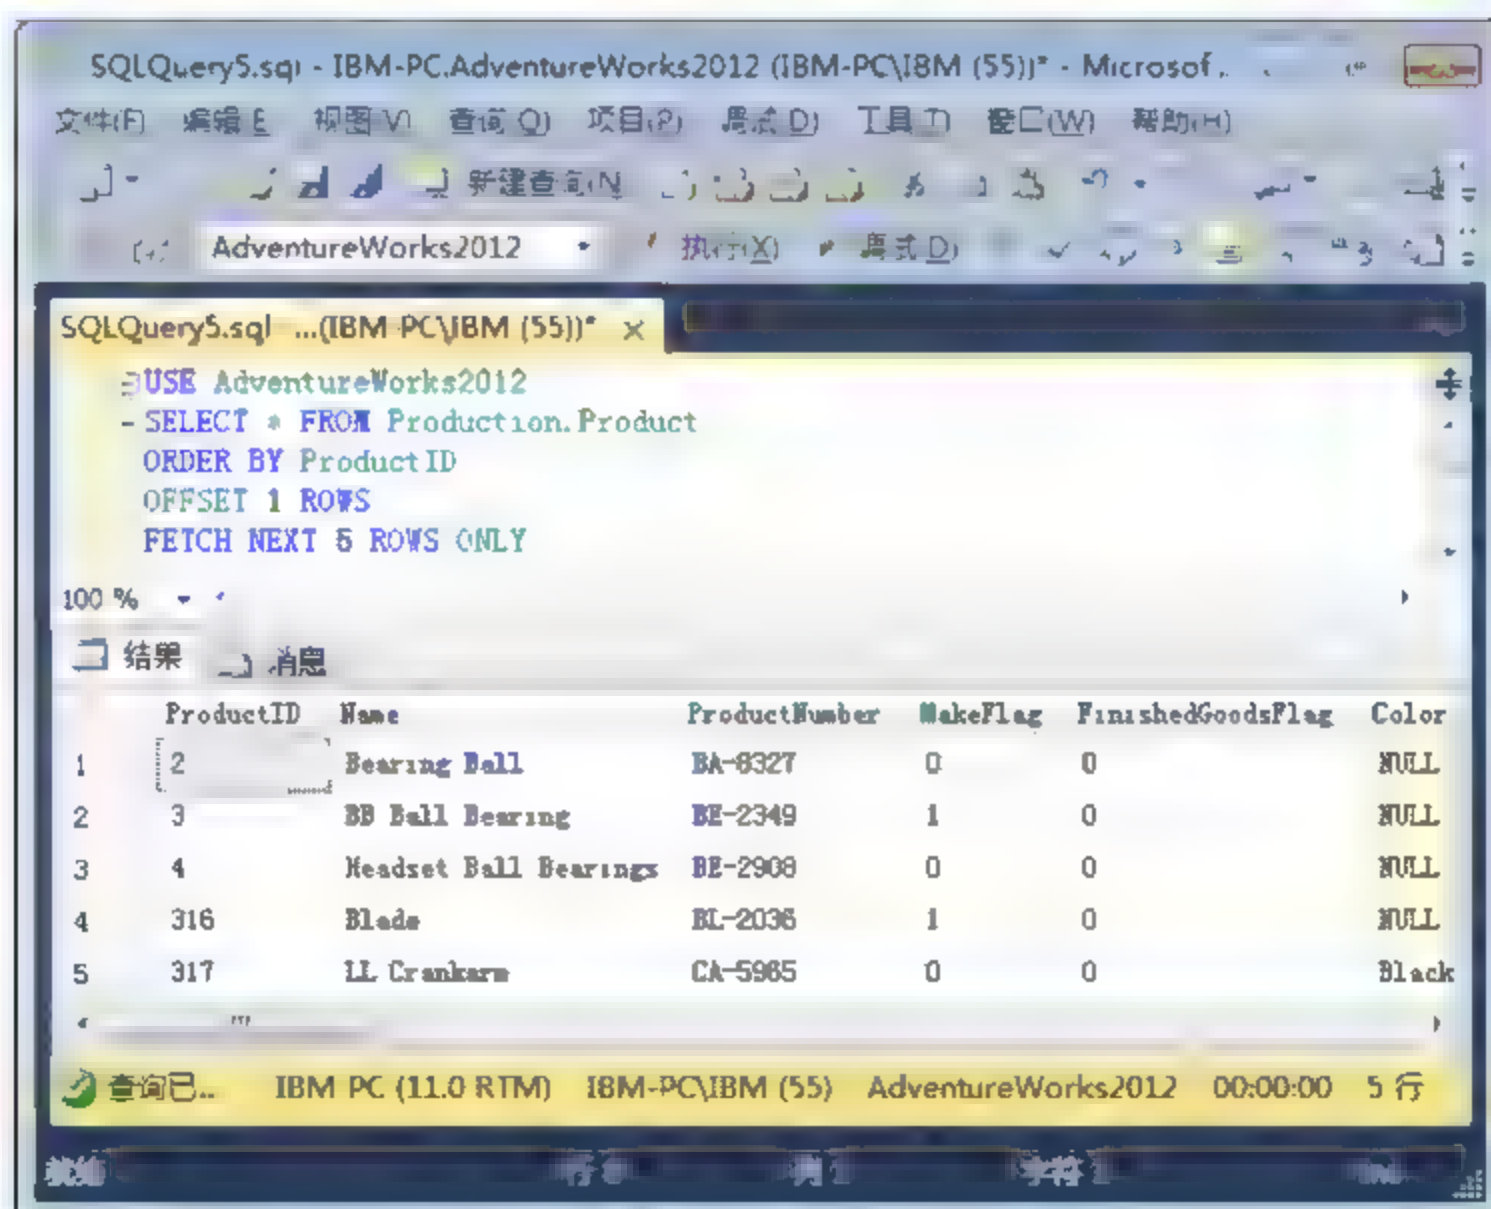 SQLQuery5.sql - IBM-PC.AdventureWorks2012 (IBM-PC\IBM (55))* - Microsof...
文件(F) 编辑(E) 视图(V) 查询(Q) 项目(P) 调试(D) 工具(T) 窗口(W) 帮助(H)
新建查询(N)
AdventureWorks2012 执行(X) 调试(D)
SQLQuery5.sql ...(IBM-PC\IBM (55))* ×
USE AdventureWorks2012
SELECT * FROM Production.Product
ORDER BY ProductID
OFFSET 1 ROWS
FETCH NEXT 5 ROWS ONLY
100 %
结果 消息
ProductID Name ProductNumber MakeFlag FinishedGoodsFlag Color
1 2 Bearing Ball BA-8327 0 0 NULL
2 3 BB Ball Bearing BE-2349 1 0 NULL
3 4 Headset Ball Bearings BE-2908 0 0 NULL
4 316 Blade BL-2036 1 0 NULL
5 317 LL Crankarm CA-5965 0 0 Black
查询已... IBM-PC (11.0 RTM) IBM-PC\IBM (55) AdventureWorks2012 00:00:00 5 行